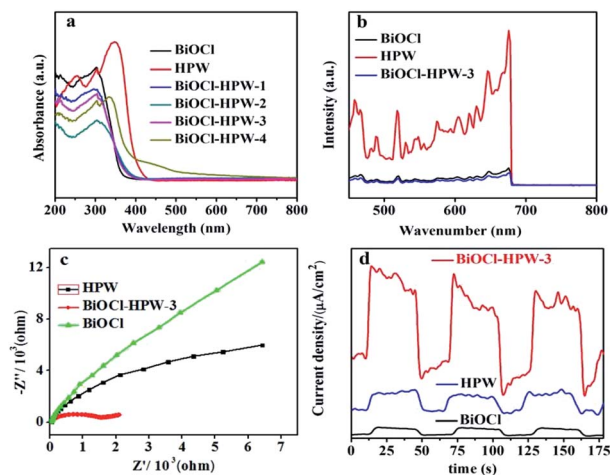 a
BiOCl
HPW
BiOCl-HPW-1
BiOCl-HPW-2
BiOCl-HPW-3
BiOCl-HPW-4
Absorbance (a.u.)
200 300 400 500 600 700 800
Wavelength (nm)
b
BiOCl
HPW
BiOCl-HPW-3
Intensity (a.u.)
500 600 700 800
Wavenumber (nm)
c
HPW
BiOCl-HPW-3
BiOCl
12
8
4
0
-Z''/ 10³(ohm)
0 1 2 3 4 5 6 7
Z'/ 10³(ohm)
d
BiOCl-HPW-3
HPW
BiOCl
Current density/(μA/cm²)
0 25 50 75 100 125 150 175
time (s)